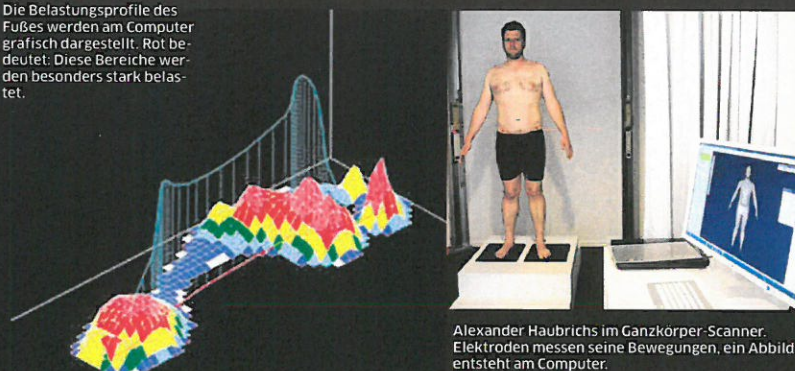 Die Belastungsprofile des
Fußes werden am Computer
grafisch dargestellt. Rot be-
deutet: Diese Bereiche wer-
den besonders stark belas-
tet.
Alexander Haubrichs im Ganzkörper-Scanner.
Elektroden messen seine Bewegungen, ein Abbild
entsteht am Computer.